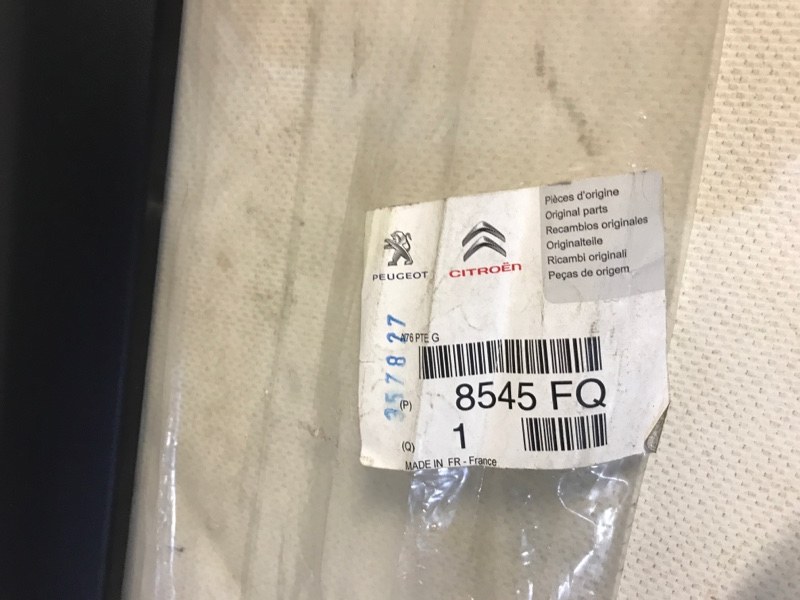 PEUGEOT
CITROËN
Pièces d'origine
Original parts
Recambios originales
Originalteile
Ricambi originali
Peças de origem
357827
A76 PTE G
(P) 8545 FQ
(Q) 1
MADE IN FR - France